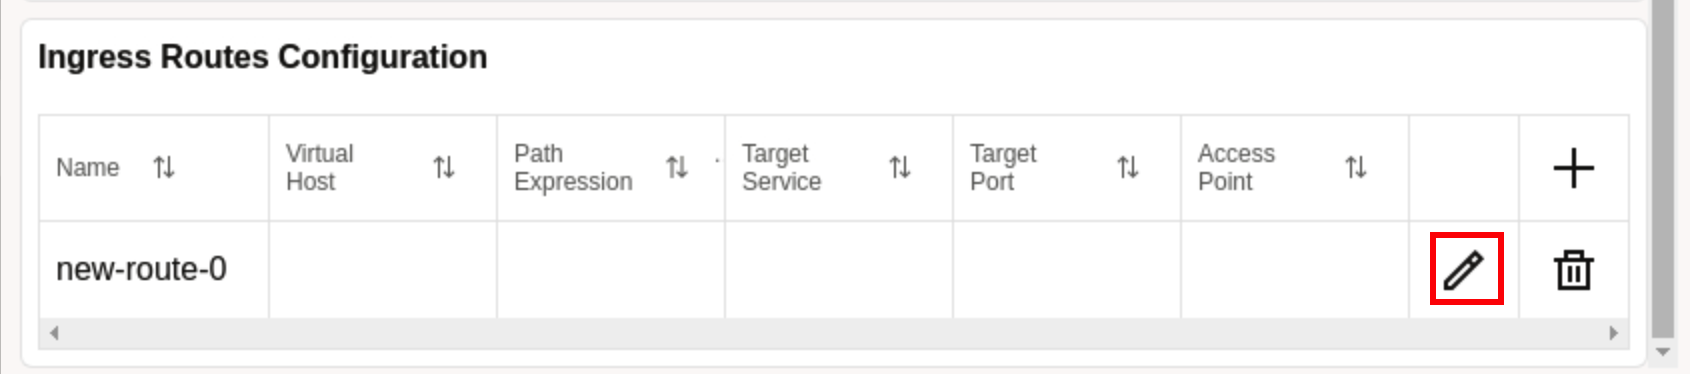 Ingress Routes Configuration
Name
Virtual
Host
Path
Expression
Target
Service
Target
Port
Access
Point
new-route-0